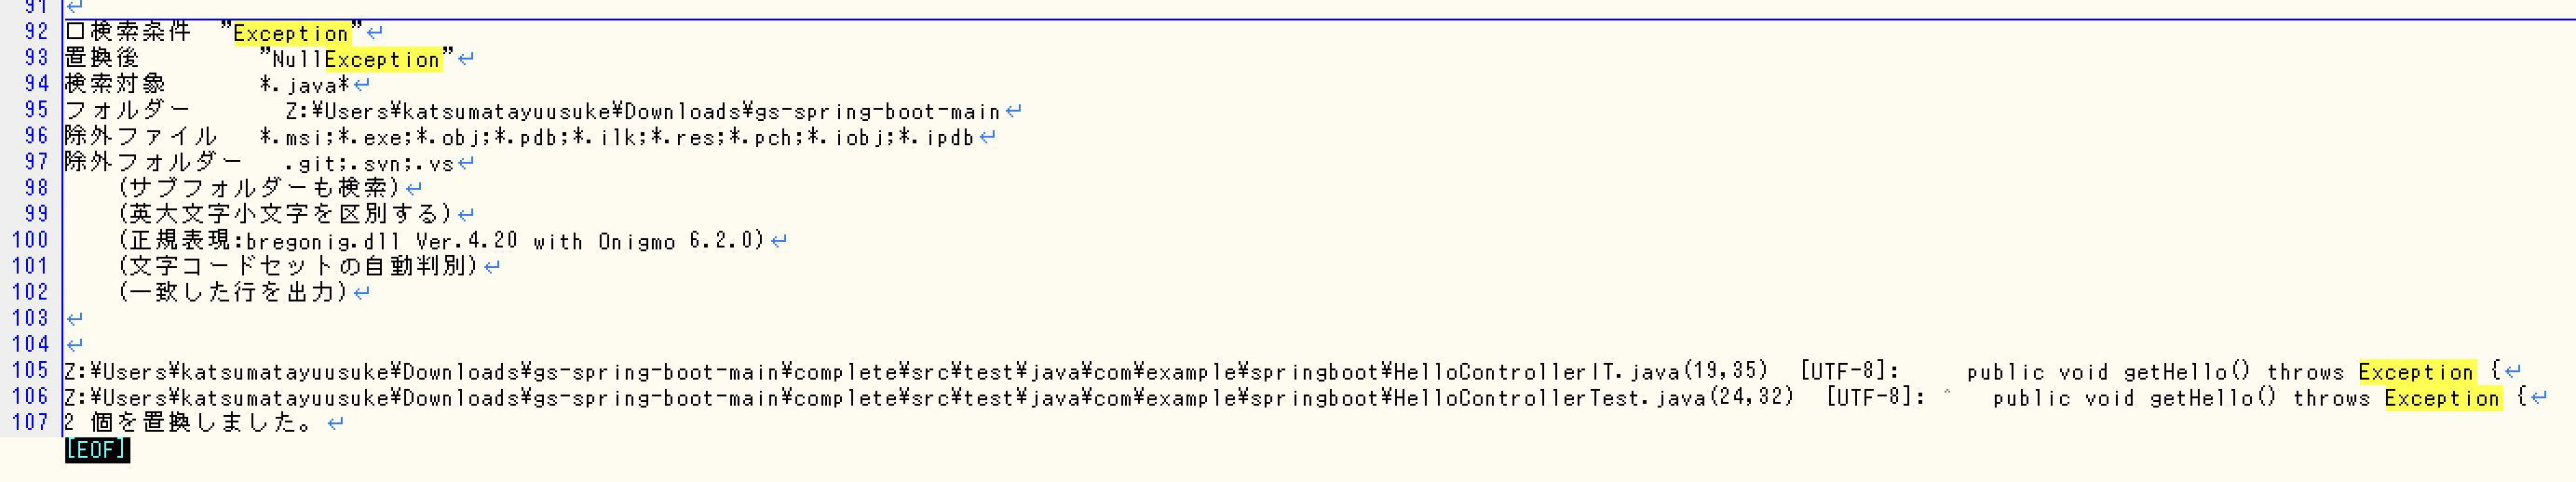 91
92 □検索条件  "Exception"↵
93 置換後         "NullException"↵
94 検索対象       *.java*↵
95 フォルダー       Z:¥Users¥katsumatayuusuke¥Downloads¥gs-spring-boot-main↵
96 除外ファイル   *.msi;*.exe;*.obj;*.pdb;*.ilk;*.res;*.pch;*.iobj;*.ipdb↵
97 除外フォルダー   .git;.svn;.vs↵
98     (サブフォルダーも検索)↵
99     (英大文字小文字を区別する)↵
100     (正規表現:bregonig.dll Ver.4.20 with Onigmo 6.2.0)↵
101     (文字コードセットの自動判別)↵
102     (一致した行を出力)↵
103 ↵
104 ↵
105 Z:¥Users¥katsumatayuusuke¥Downloads¥gs-spring-boot-main¥complete¥src¥test¥java¥com¥example¥springboot¥HelloControllerIT.java(19,35)  [UTF-8]:     public void getHello() throws Exception {↵
106 Z:¥Users¥katsumatayuusuke¥Downloads¥gs-spring-boot-main¥complete¥src¥test¥java¥com¥example¥springboot¥HelloControllerTest.java(24,32)  [UTF-8]: ^   public void getHello() throws Exception {↵
107 2 個を置換しました。↵
[EOF]